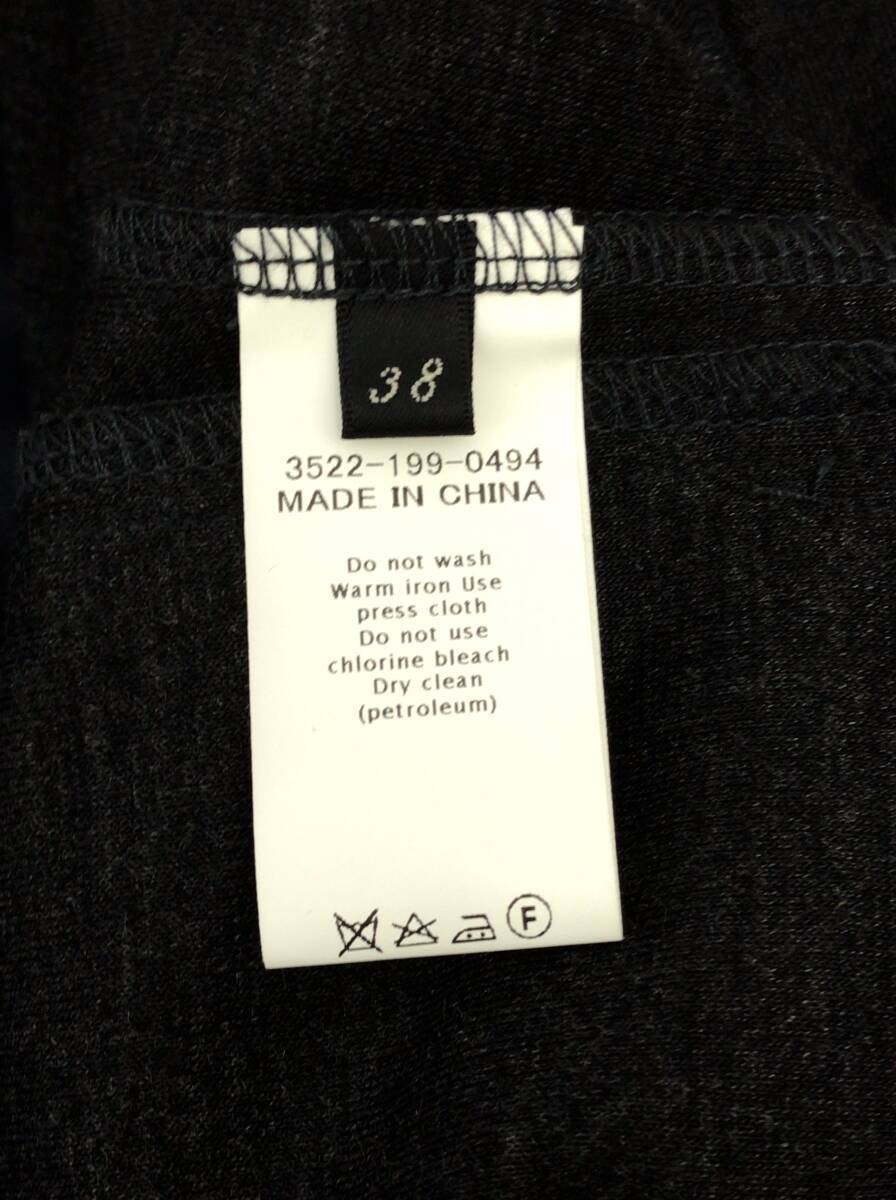 38
3522-199-0494
MADE IN CHINA
Do not wash
Warm iron Use
press cloth
Do not use
chlorine bleach
Dry clean
(petroleum)
F